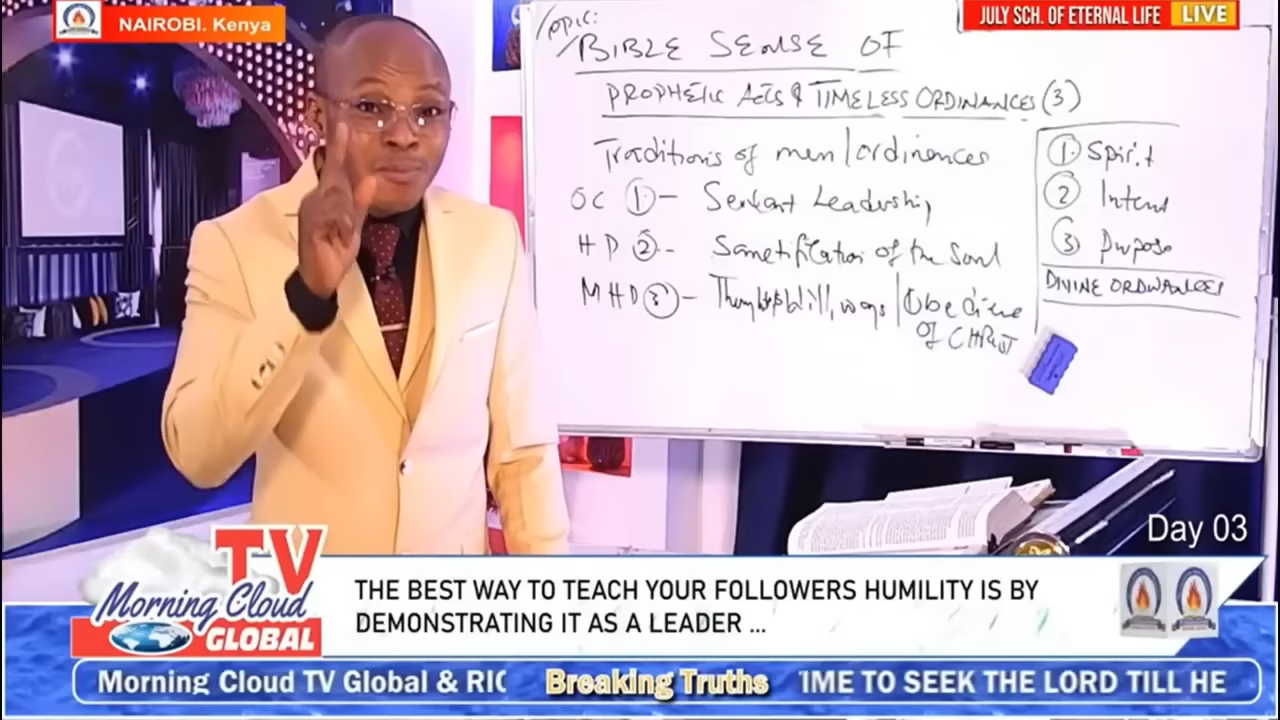 NAIROBI. Kenya
JULY SCH. OF ETERNAL LIFE LIVE
Topic:
BIBLE SENSE OF
PROPHETIC ACTS & TIMELESS ORDINANCES (3)
Traditions of men/ordinances
OC ① - Servant Leadership
HD ② - Sanctification of the Soul
MHD ③ - will, ways / Obedience
of CHRIST
① Spirit
② Intent
③ Purpose
DIVINE ORDINANCES
Day 03
TV
Morning Cloud
GLOBAL
THE BEST WAY TO TEACH YOUR FOLLOWERS HUMILITY IS BY
DEMONSTRATING IT AS A LEADER ...
Morning Cloud TV Global & RIC Breaking Truths IME TO SEEK THE LORD TILL HE